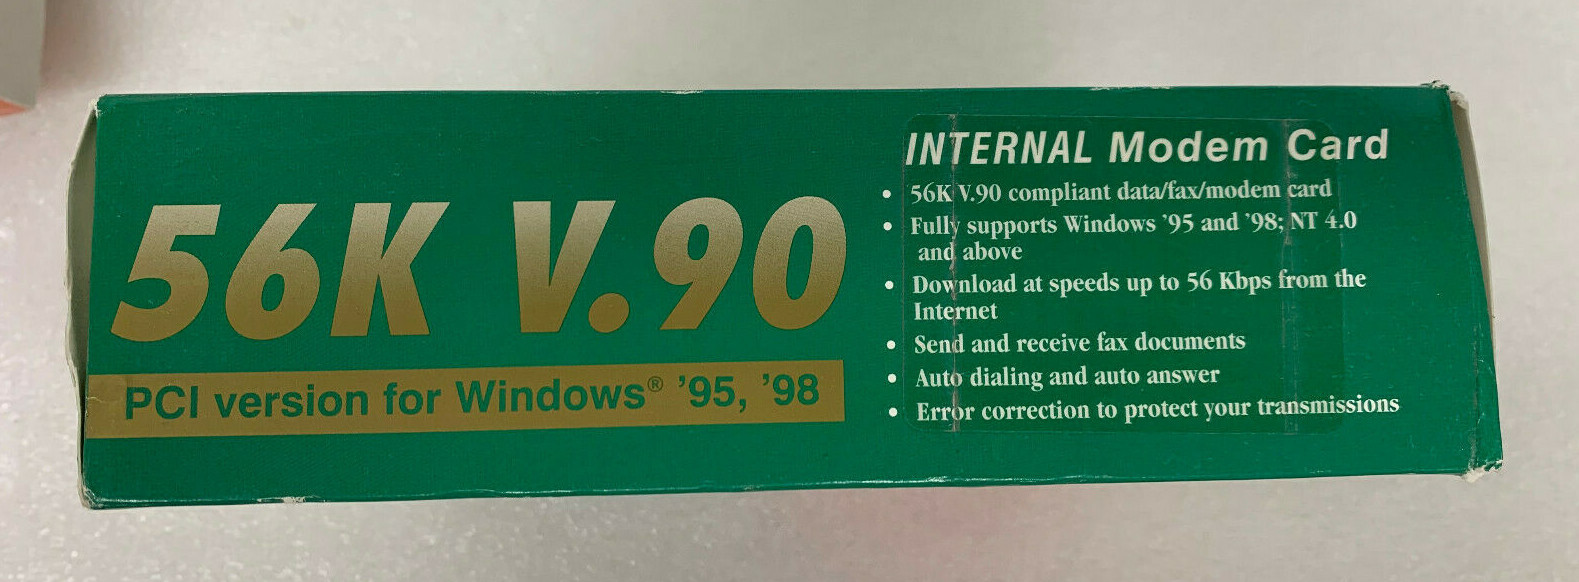 56K V.90
PCI version for Windows® ’95, ’98
INTERNAL Modem Card
• 56K V.90 compliant data/fax/modem card
• Fully supports Windows ’95 and ’98; NT 4.0
and above
• Download at speeds up to 56 Kbps from the
Internet
• Send and receive fax documents
• Auto dialing and auto answer
• Error correction to protect your transmissions